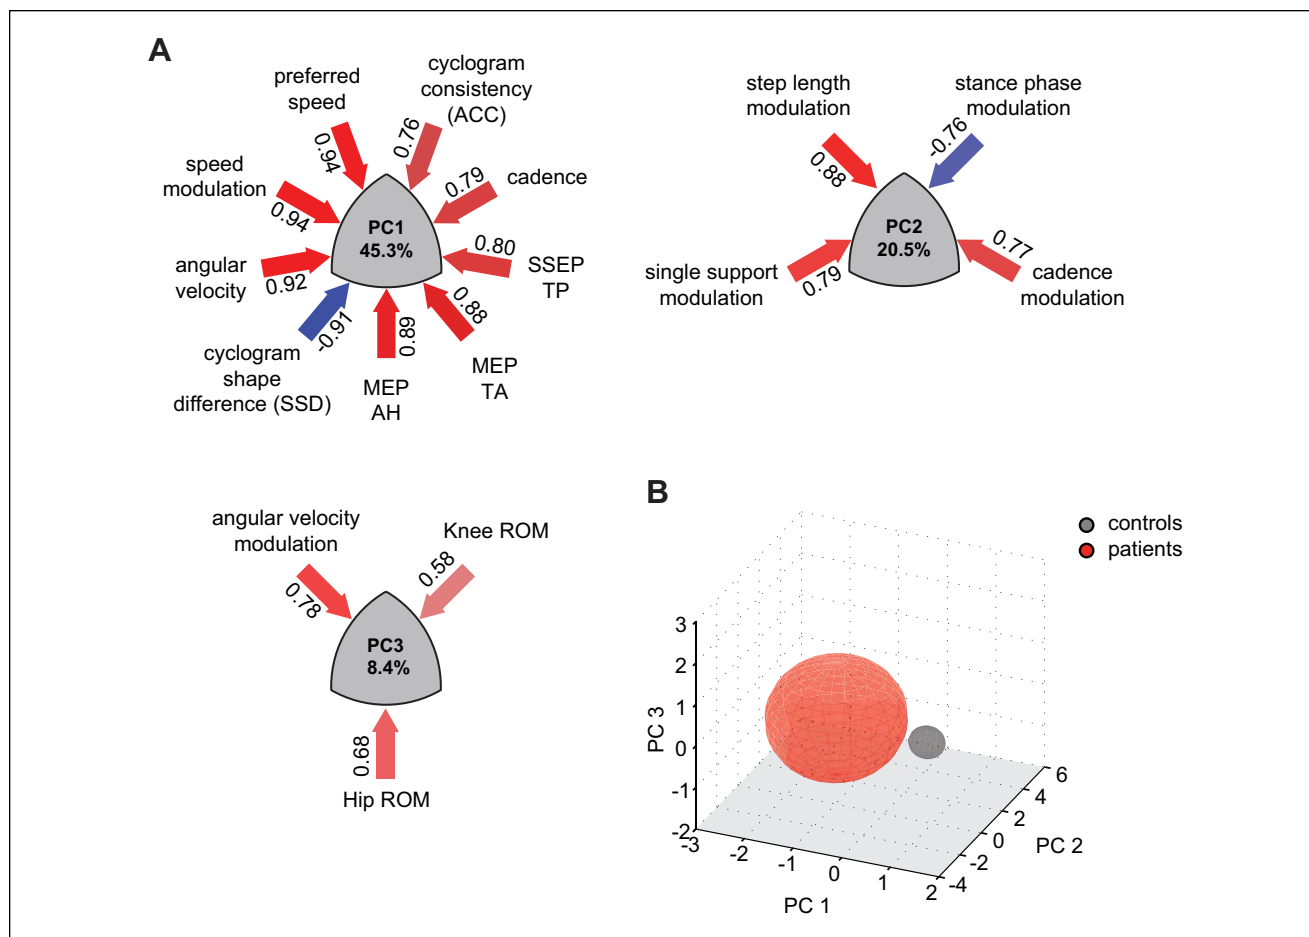 A
preferred
speed
0.94
cyclogram
consistency
(ACC)
0.76
speed
modulation
0.94
cadence
0.79
PC1
45.3%
angular
velocity
0.92
SSEP
TP
0.80
cyclogram
shape
difference (SSD)
-0.91
MEP
AH
0.89
MEP
TA
0.88
step length
modulation
0.88
stance phase
modulation
-0.76
PC2
20.5%
single support
modulation
0.79
cadence
modulation
0.77
angular velocity
modulation
0.78
Knee ROM
0.58
PC3
8.4%
0.68
Hip ROM
B
controls
patients
PC 3
3
2
1
0
-1
-2
-3
-2
-1
0
1
2
PC 1
-4
-2
0
2
4
6
PC 2